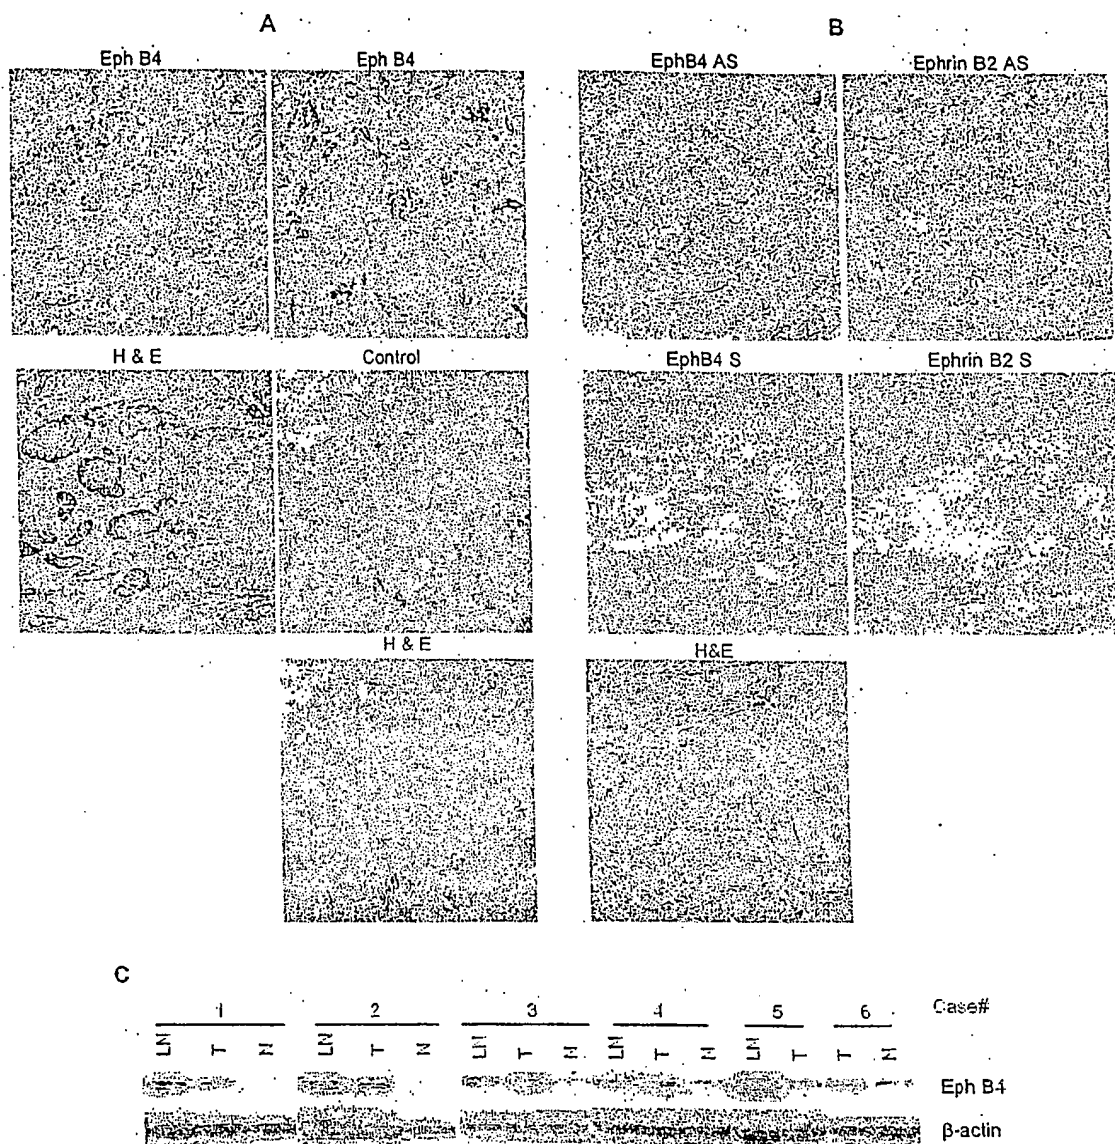 A
B
Eph B4
Eph B4
EphB4 AS
Ephrin B2 AS
H & E
Control
EphB4 S
Ephrin B2 S
H & E
H&E
C
1 2 3 4 5 6 Case#
LN T N LN T N LN T N LN T N LN T T N
Eph B4
β-actin